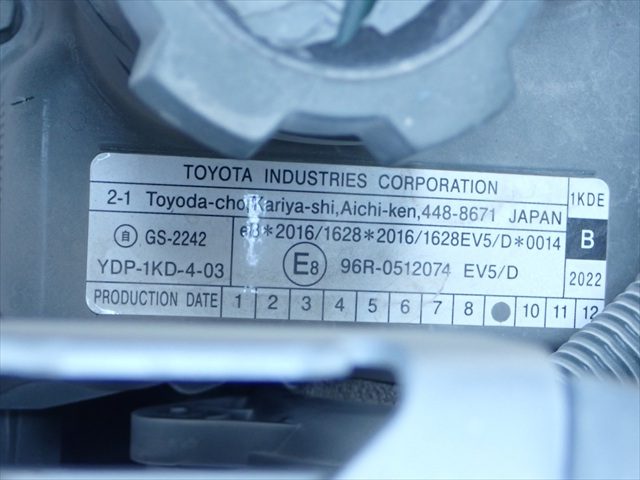 TOYOTA INDUSTRIES CORPORATION
1KDE
2-1 Toyoda-cho, Kariya-shi, Aichi-ken, 448-8671 JAPAN
自 GS-2242
e8*2016/1628*2016/1628EV5/D*0014
B
YDP-1KD-4-03
E8 96R-0512074 EV5/D
2022
PRODUCTION DATE 1 2 3 4 5 6 7 8 10 11 12